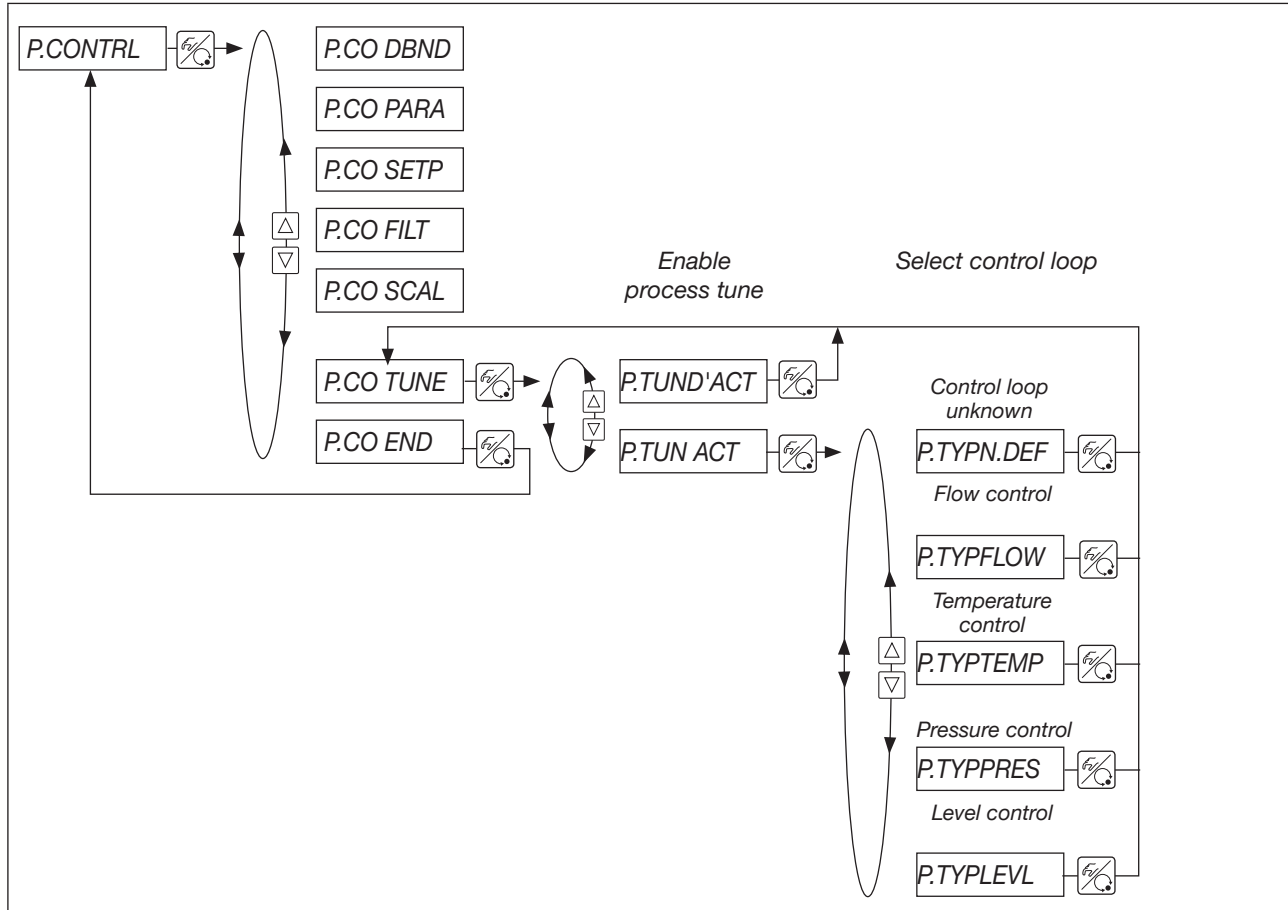 P.CONTRL
P.CO DBND
P.CO PARA
P.CO SETP
P.CO FILT
P.CO SCAL
Enable
process tune
Select control loop
P.CO TUNE
P.TUND'ACT
P.CO END
P.TUN ACT
Control loop
unknown
P.TYPN.DEF
Flow control
P.TYPFLOW
Temperature
control
P.TYPTEMP
Pressure control
P.TYPPRES
Level control
P.TYPLEVL